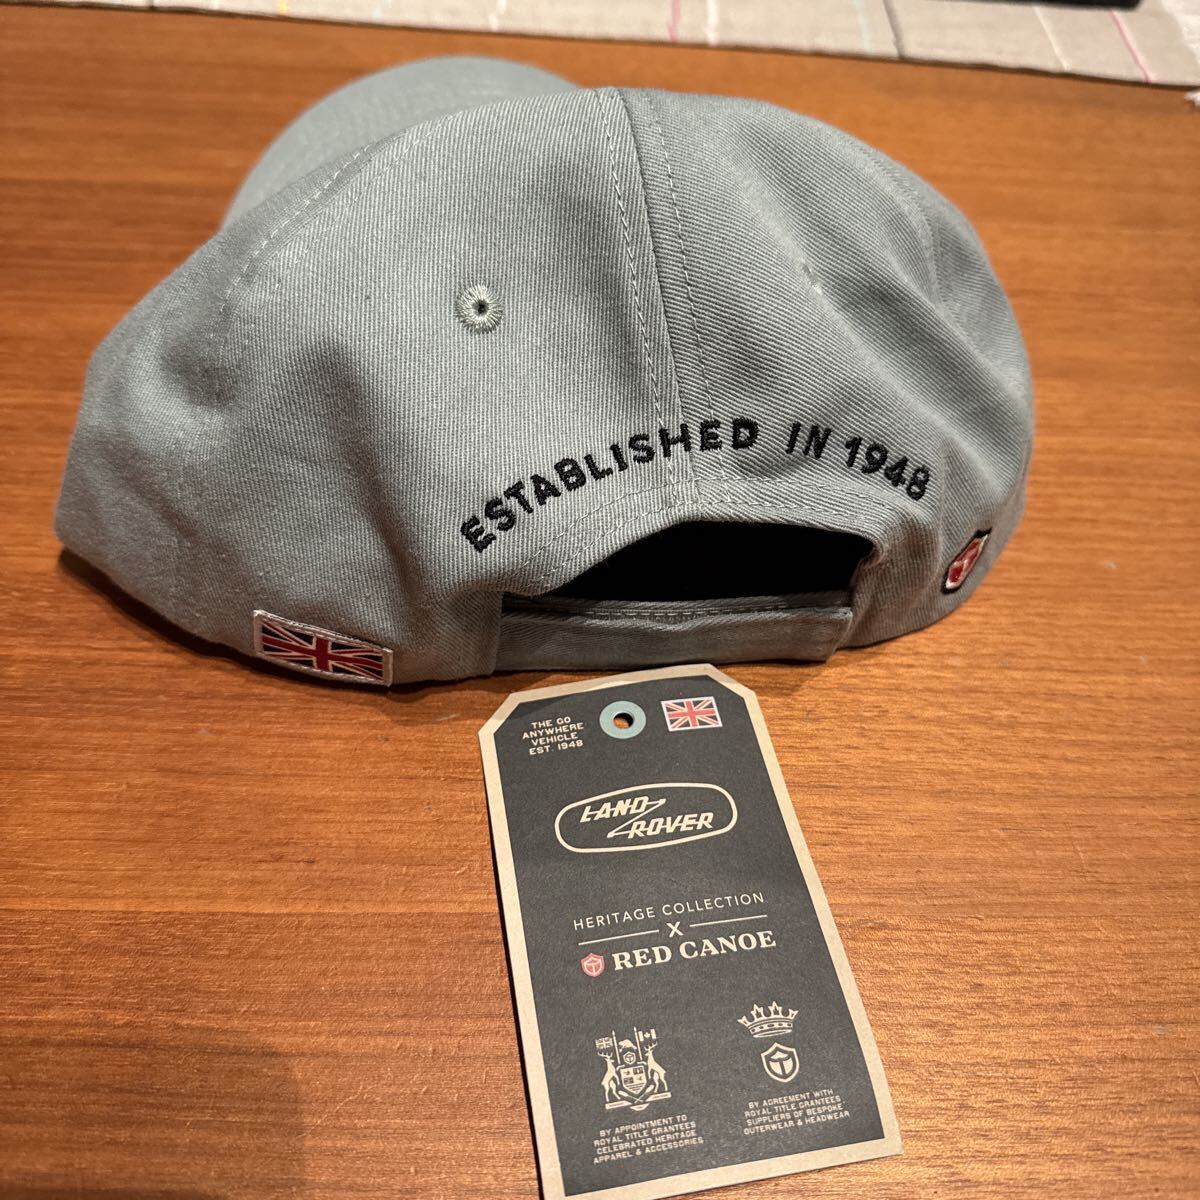 ESTABLISHED IN 1948
THE GO
ANYWHERE
VEHICLE
EST. 1948
LAND
ROVER
HERITAGE COLLECTION
X
RED CANOE
BY APPOINTMENT TO
ROYAL TITLE GRANTEES
CELEBRATED HERITAGE
APPAREL & ACCESSORIES
BY AGREEMENT WITH
ROYAL TITLE GRANTEES
SUPPLIERS OF BESPOKE
OUTERWEAR & HEADWEAR